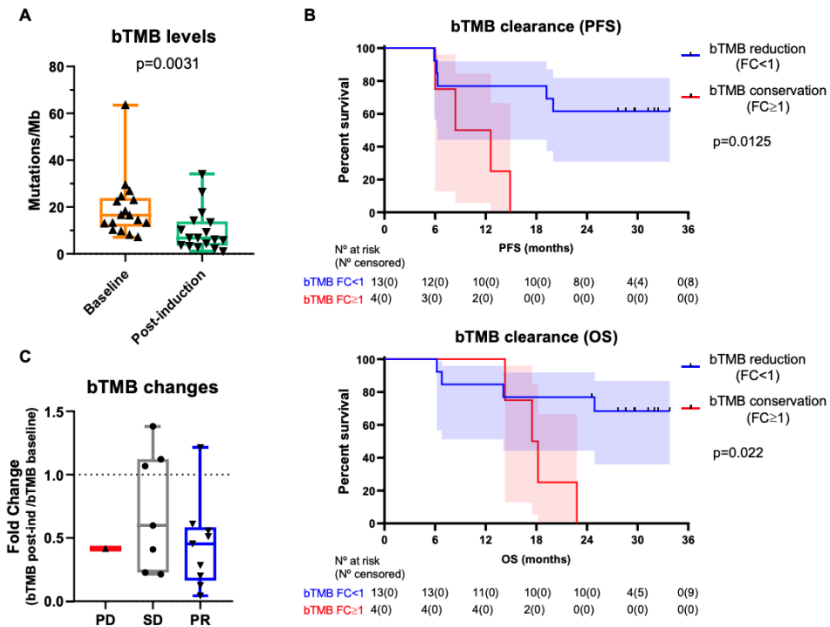 A
bTMB levels
p=0.0031
Mutations/Mb
80
60
40
20
0
Baseline
Post-induction
B
bTMB clearance (PFS)
Percent survival
100
80
60
40
20
0
0 6 12 18 24 30 36
PFS (months)
bTMB reduction
(FC<1)
bTMB conservation
(FC≥1)
p=0.0125
Nº at risk
(Nº censored)
bTMB FC<1 13(0) 12(0) 10(0) 10(0) 8(0) 4(4) 0(8)
bTMB FC≥1 4(0) 3(0) 2(0) 0(0) 0(0) 0(0) 0(0)
bTMB clearance (OS)
Percent survival
100
80
60
40
20
0
0 6 12 18 24 30 36
OS (months)
bTMB reduction
(FC<1)
bTMB conservation
(FC≥1)
p=0.022
Nº at risk
(Nº censored)
bTMB FC<1 13(0) 13(0) 11(0) 10(0) 10(0) 4(5) 0(9)
bTMB FC≥1 4(0) 4(0) 4(0) 2(0) 0(0) 0(0) 0(0)
C
bTMB changes
Fold Change
(bTMB post-ind /bTMB baseline)
1.5
1.0
0.5
0.0
PD SD PR